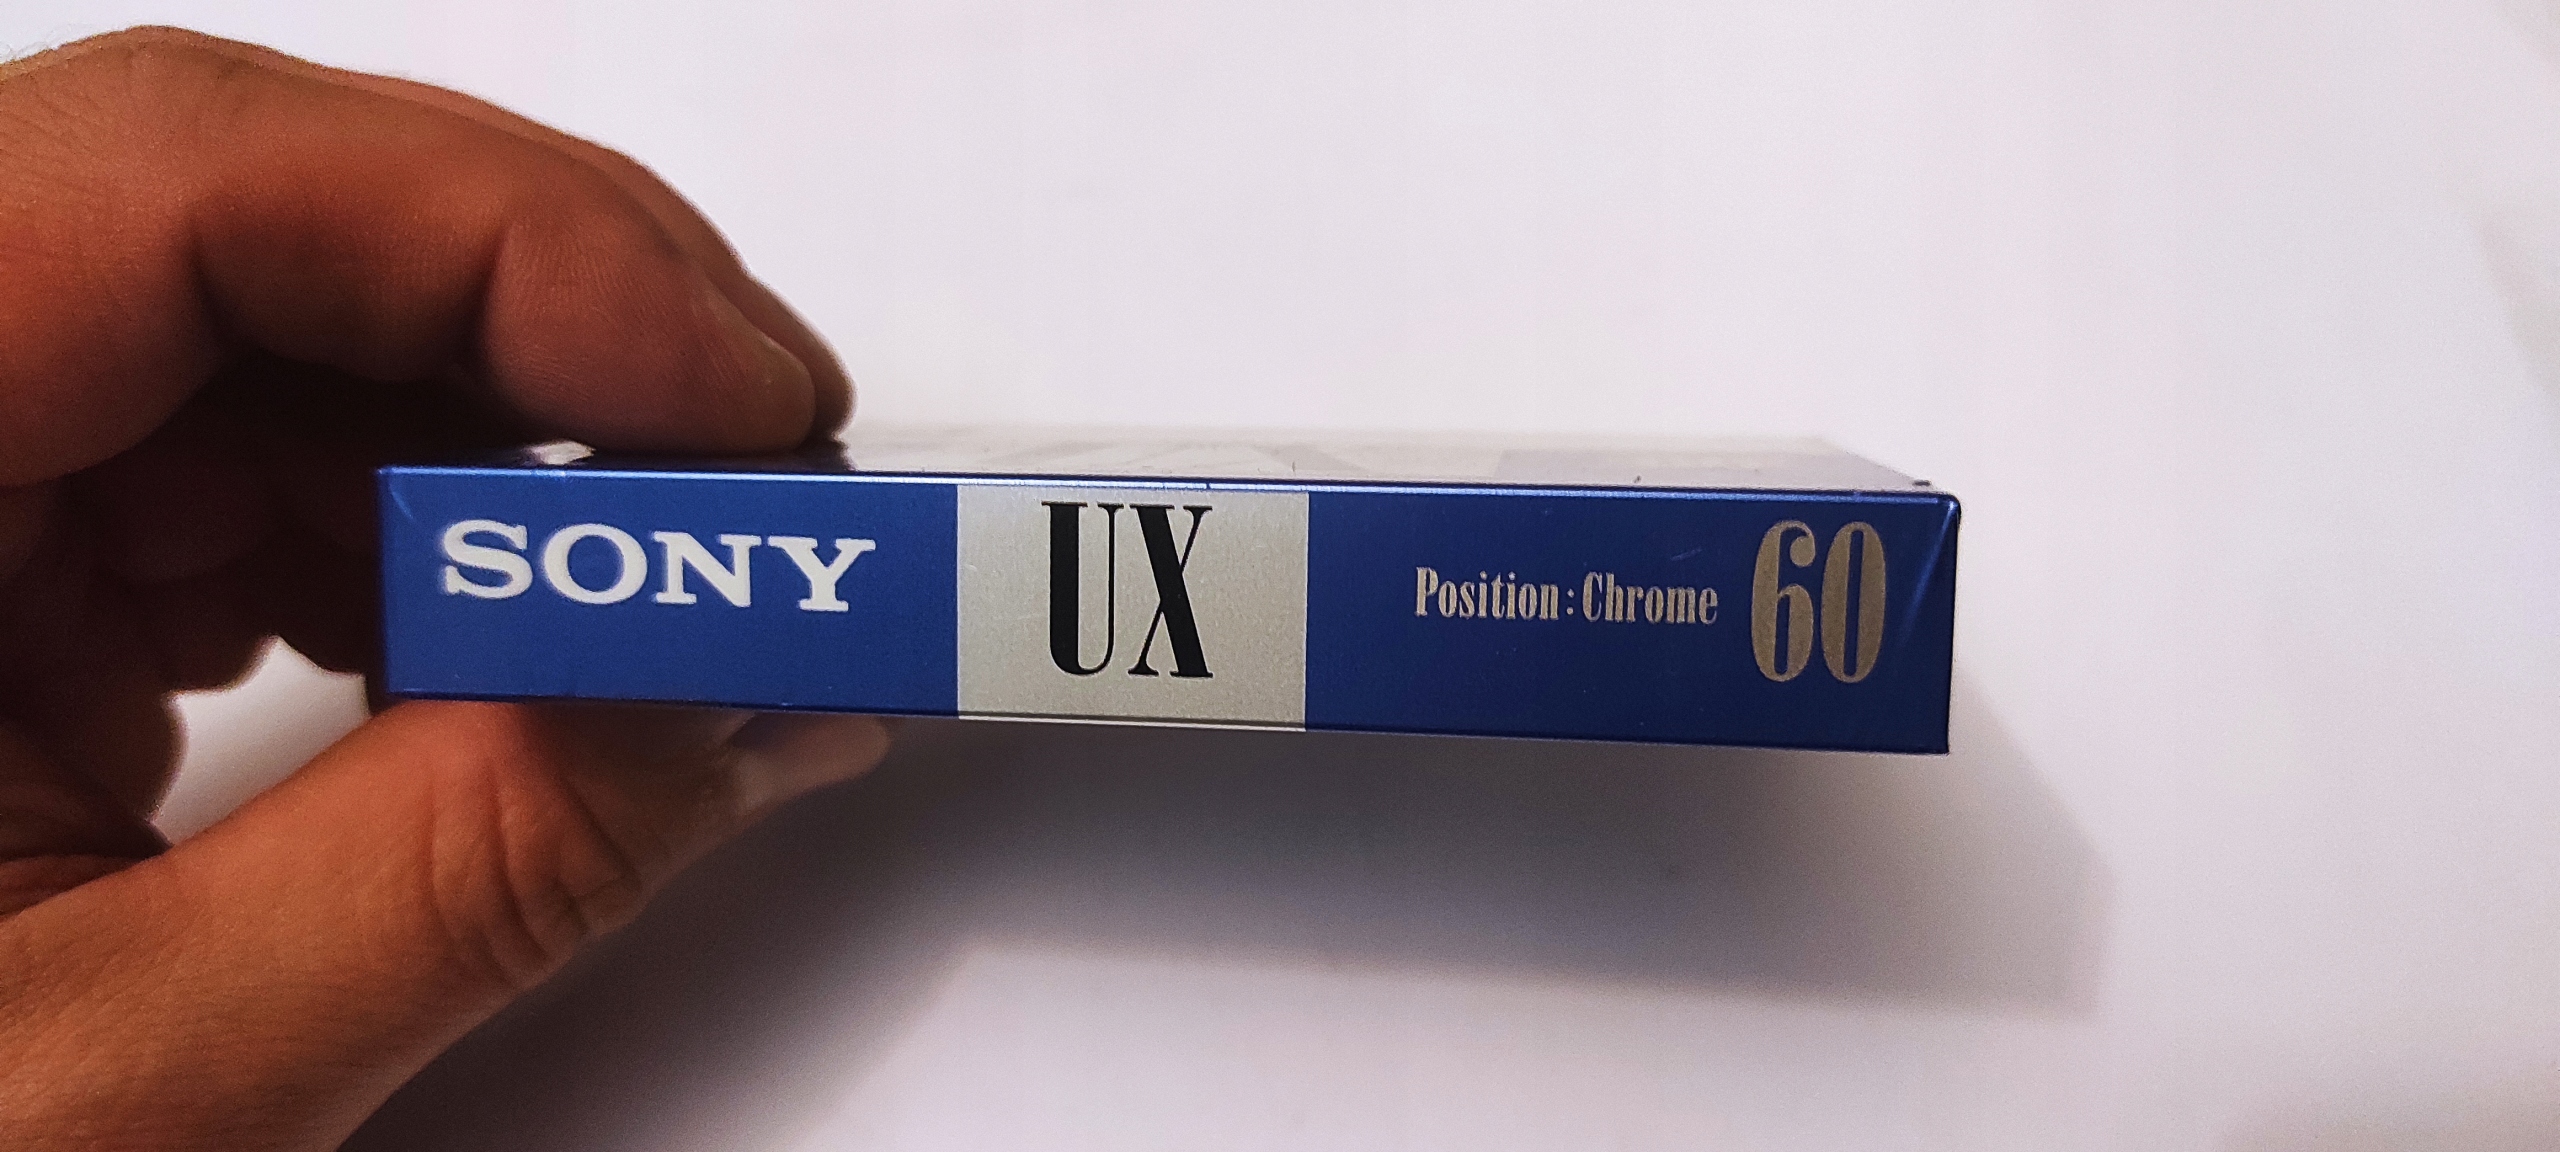 SONY UX Position:Chrome 60